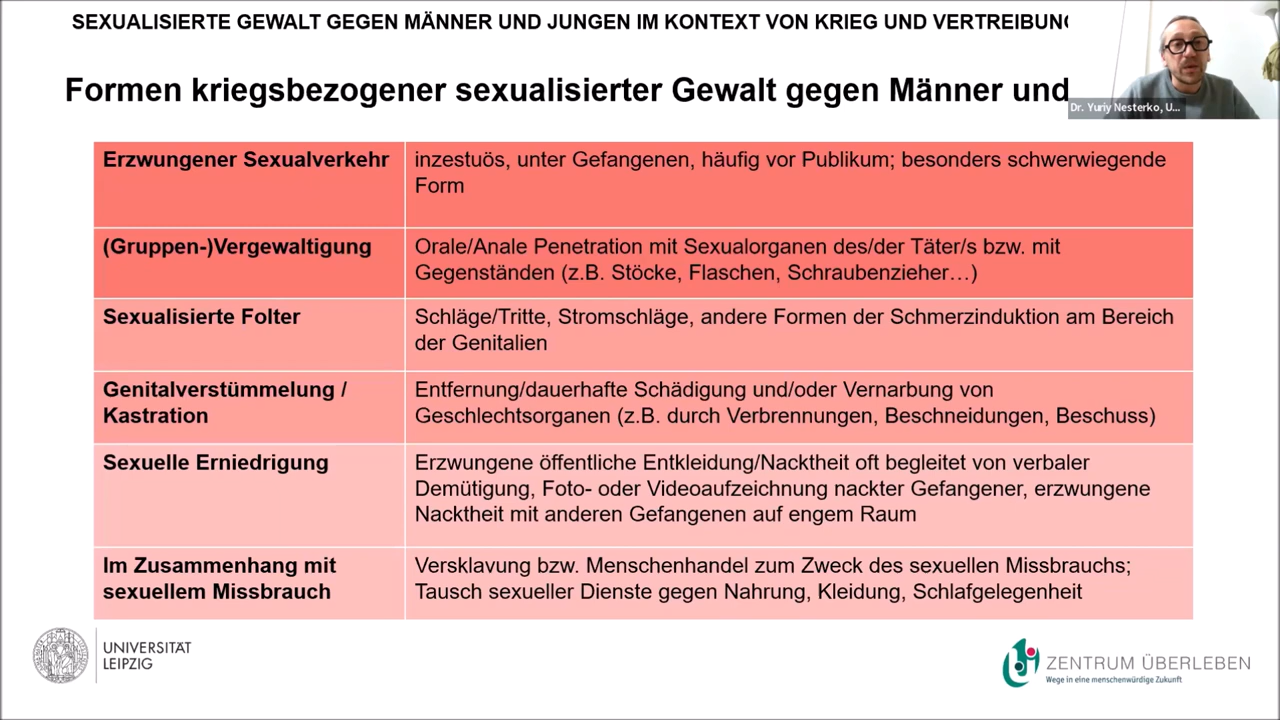 SEXUALISIERTE GEWALT GEGEN MÄNNER UND JUNGEN IM KONTEXT VON KRIEG UND VERTREIBUNG
Formen kriegsbezogener sexualisierter Gewalt gegen Männer und
Dr. Yuriy Nesterko, U...
Erzwungener Sexualverkehr
inzestuös, unter Gefangenen, häufig vor Publikum; besonders schwerwiegende
Form
(Gruppen-)Vergewaltigung
Orale/Anale Penetration mit Sexualorganen des/der Täter/s bzw. mit
Gegenständen (z.B. Stöcke, Flaschen, Schraubenzieher…)
Sexualisierte Folter
Schläge/Tritte, Stromschläge, andere Formen der Schmerzinduktion am Bereich
der Genitalien
Genitalverstümmelung /
Kastration
Entfernung/dauerhafte Schädigung und/oder Vernarbung von
Geschlechtsorganen (z.B. durch Verbrennungen, Beschneidungen, Beschuss)
Sexuelle Erniedrigung
Erzwungene öffentliche Entkleidung/Nacktheit oft begleitet von verbaler
Demütigung, Foto- oder Videoaufzeichnung nackter Gefangener, erzwungene
Nacktheit mit anderen Gefangenen auf engem Raum
Im Zusammenhang mit
sexuellem Missbrauch
Versklavung bzw. Menschenhandel zum Zweck des sexuellen Missbrauchs;
Tausch sexueller Dienste gegen Nahrung, Kleidung, Schlafgelegenheit
UNIVERSITÄT
LEIPZIG
ZENTRUM ÜBERLEBEN
Wege in eine menschenwürdige Zukunft